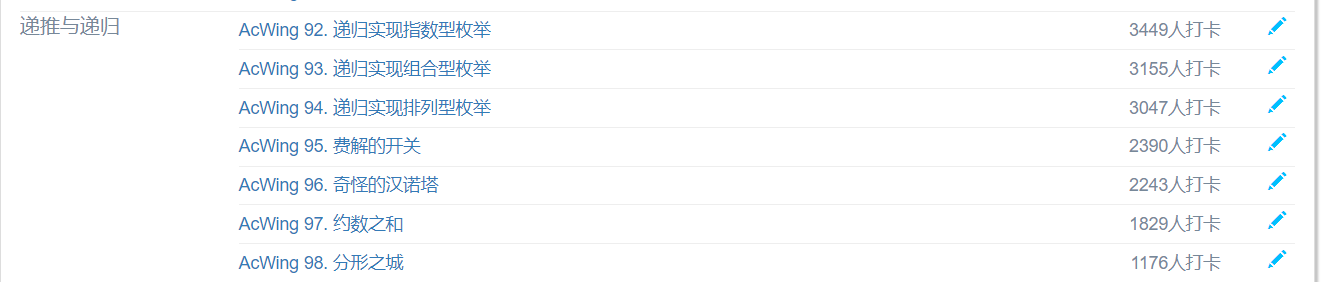 递推与递归
AcWing 92. 递归实现指数型枚举 3449人打卡
AcWing 93. 递归实现组合型枚举 3155人打卡
AcWing 94. 递归实现排列型枚举 3047人打卡
AcWing 95. 费解的开关 2390人打卡
AcWing 96. 奇怪的汉诺塔 2243人打卡
AcWing 97. 约数之和 1829人打卡
AcWing 98. 分形之城 1176人打卡